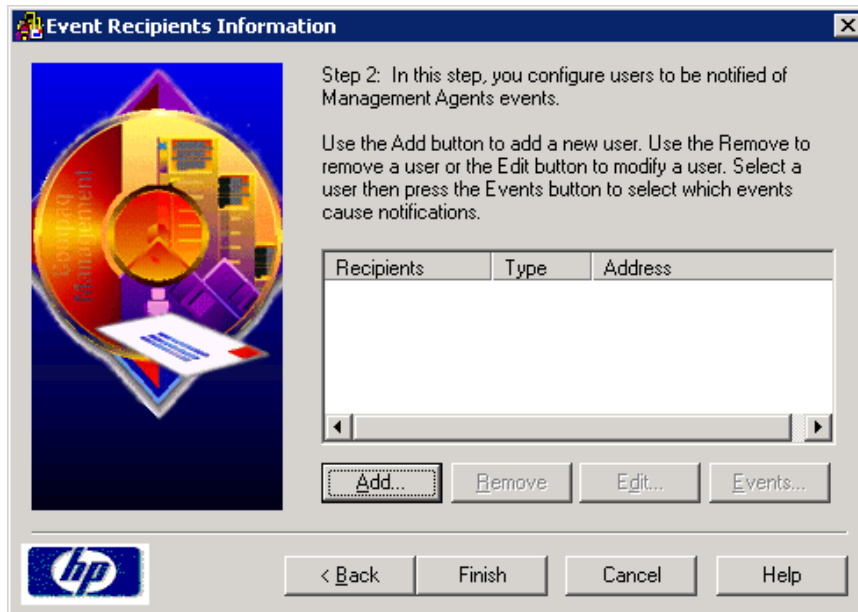 Event Recipients Information
Step 2: In this step, you configure users to be notified of
Management Agents events.
Use the Add button to add a new user. Use the Remove to
remove a user or the Edit button to modify a user. Select a
user then press the Events button to select which events
cause notifications.
Compaq
Management
Recipients Type Address
Add... Remove Edit... Events...
hp
< Back Finish Cancel Help